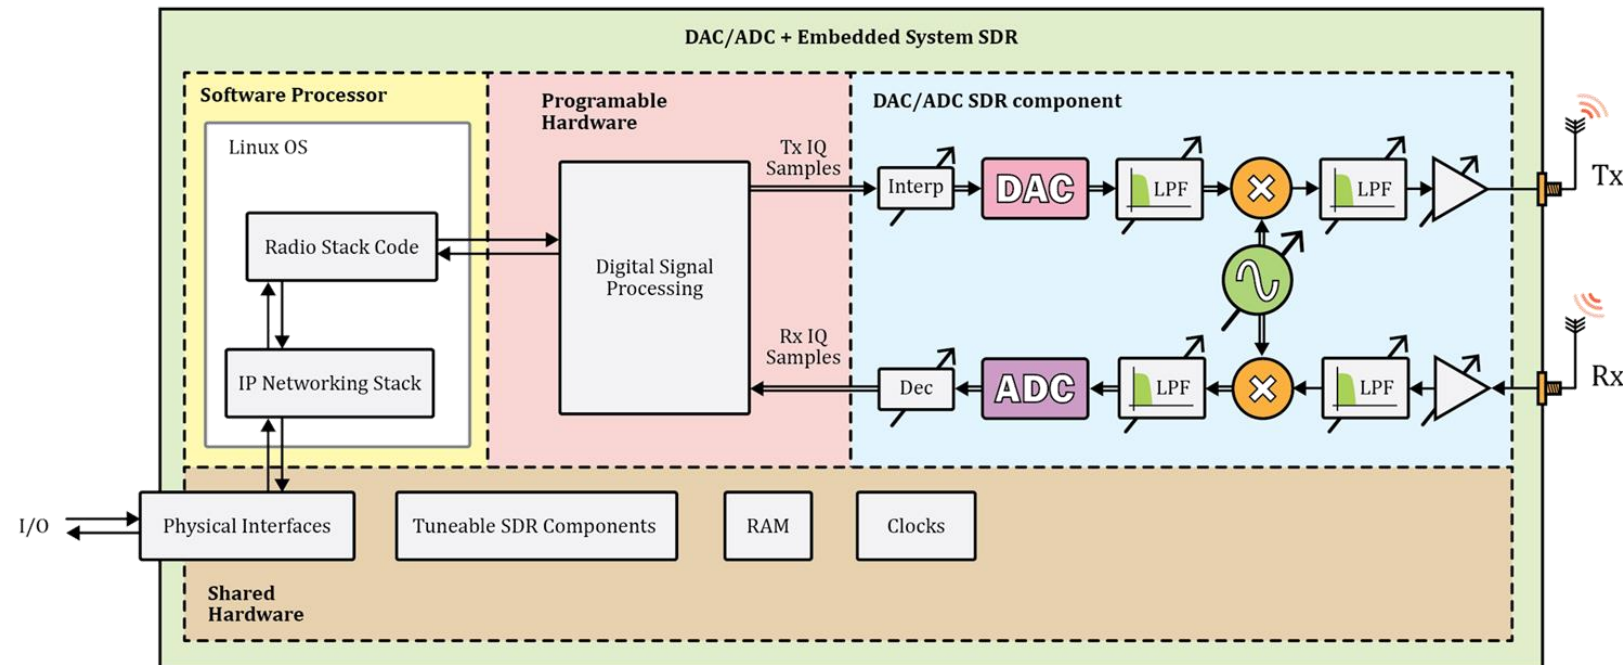 DAC/ADC + Embedded System SDR
Software Processor
Programable
Hardware
DAC/ADC SDR component
Linux OS
Tx IQ
Samples
Interp
DAC
LPF
LPF
Tx
Radio Stack Code
Digital Signal
Processing
Rx IQ
Samples
IP Networking Stack
Dec
ADC
LPF
LPF
Rx
I/O
Physical Interfaces
Tuneable SDR Components
RAM
Clocks
Shared
Hardware